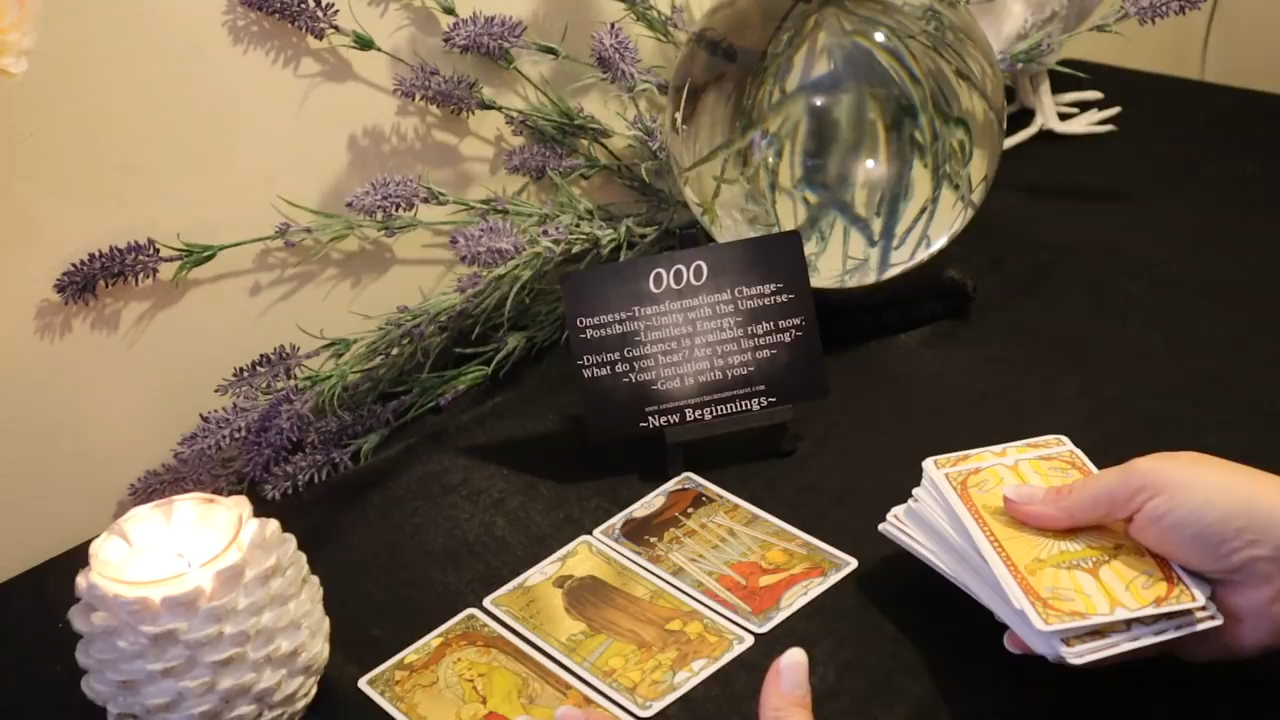 000
Oneness~Transformational Change~
~Possibility~Unity with the Universe~
~Limitless Energy~
~Divine Guidance is available right now;
What do you hear? Are you listening?~
~Your intuition is spot on~
~God is with you~
~New Beginnings~